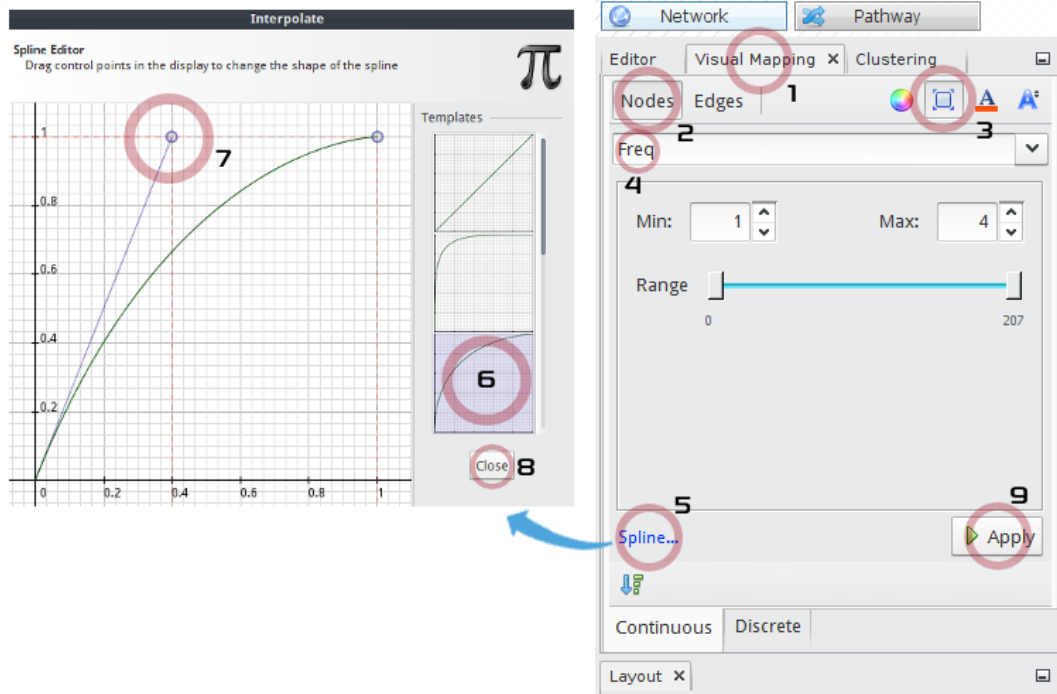 Interpolate
Spline Editor
Drag control points in the display to change the shape of the spline
π
1
0.8
0.6
0.4
0.2
0 0.2 0.4 0.6 0.8 1
7
Templates
6
Close 8
Network Pathway
Editor Visual Mapping × Clustering
1
Nodes Edges A A
2 3
Freq
4
Min: 1 Max: 4
Range
0 207
5 9
Spline... Apply
Continuous Discrete
Layout ×